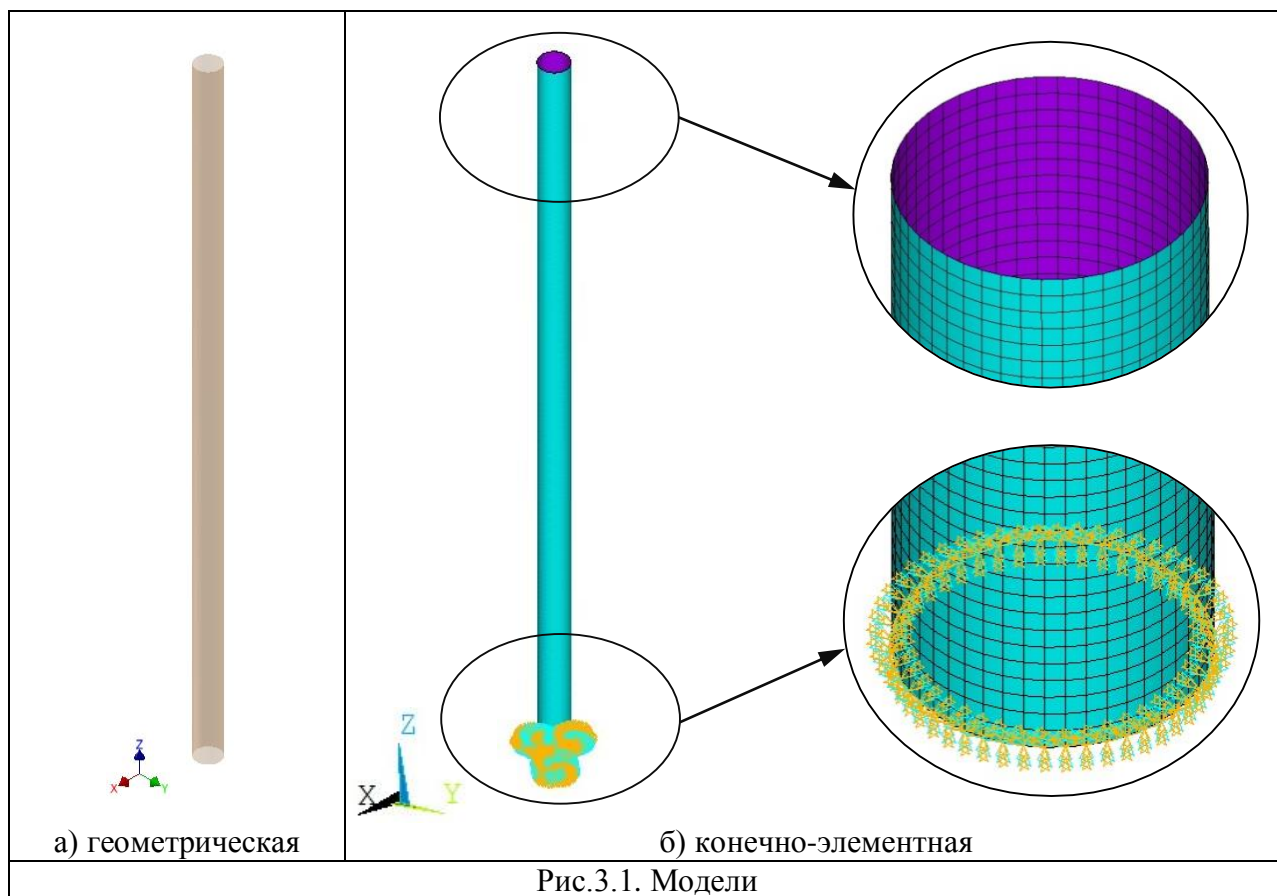 Z
X
Y
Z
X
Y
а) геометрическая
б) конечно-элементная
Рис.3.1. Модели